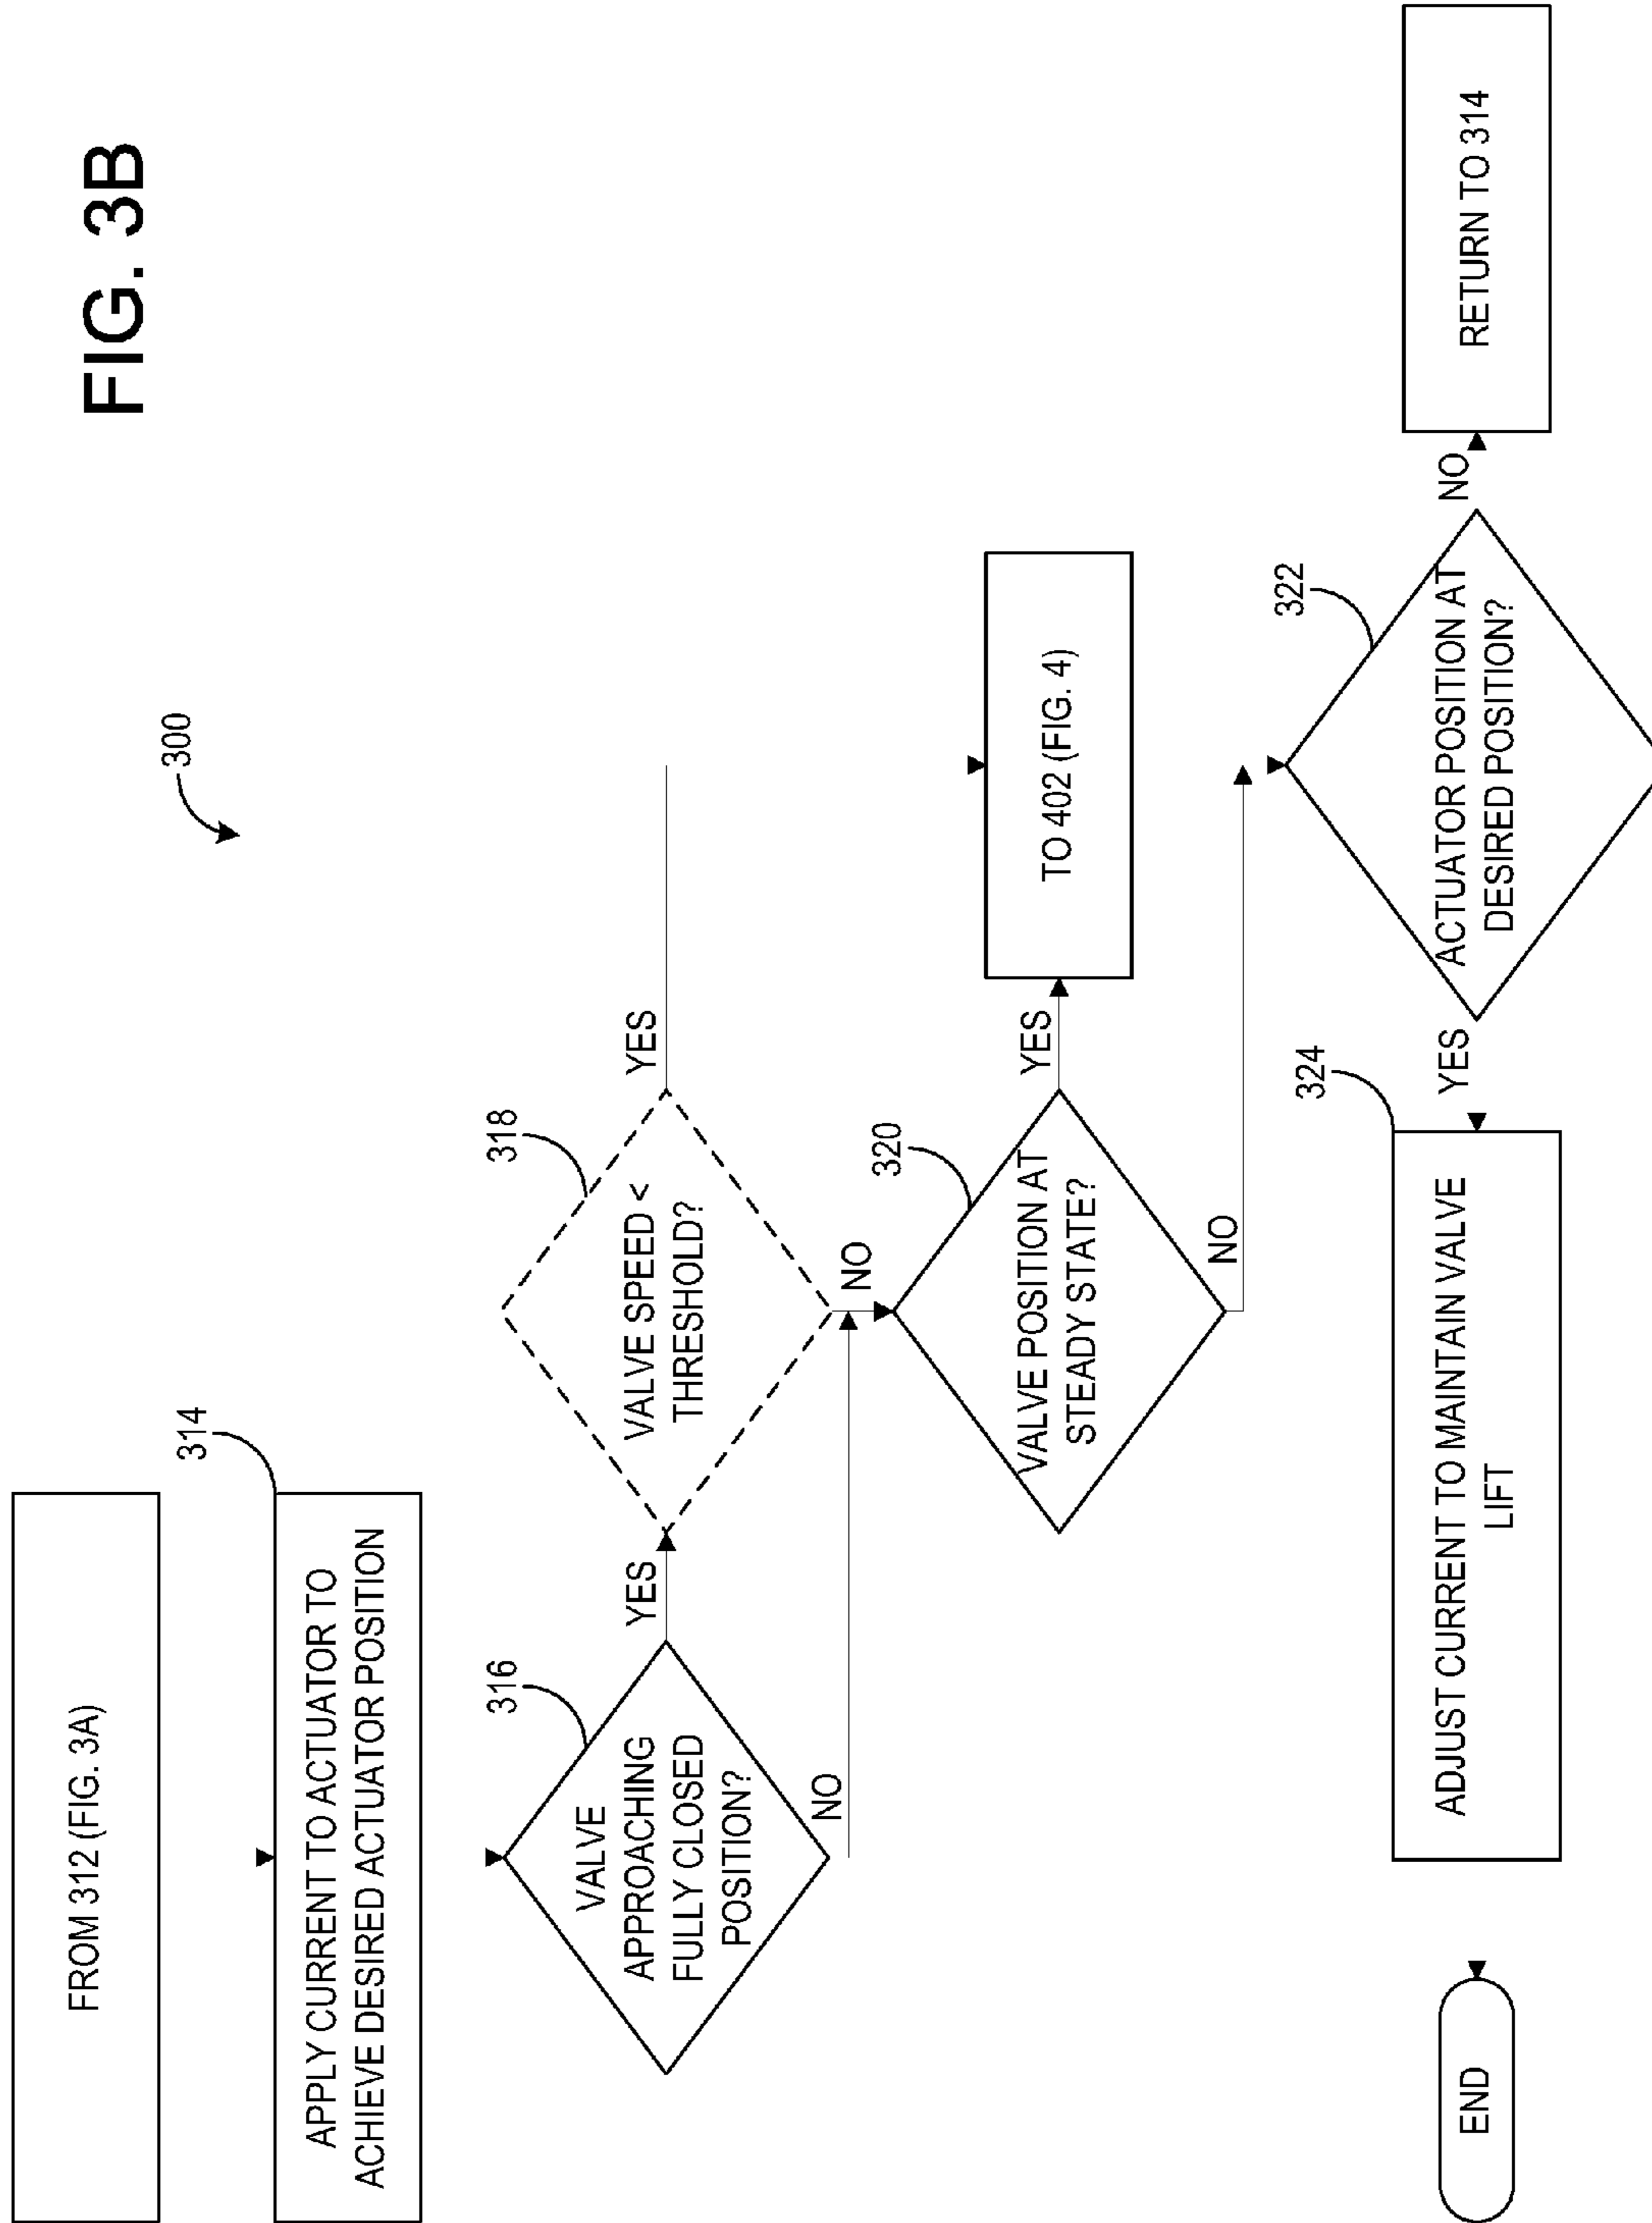 FIG. 3B
300
FROM 312 (FIG. 3A)
314
APPLY CURRENT TO ACTUATOR TO
ACHIEVE DESIRED ACTUATOR POSITION
316
VALVE
APPROACHING
FULLY CLOSED
POSITION?
YES
NO
318
VALVE SPEED <
THRESHOLD?
YES
NO
320
VALVE POSITION AT
STEADY STATE?
YES
NO
TO 402 (FIG. 4)
322
ACTUATOR POSITION AT
DESIRED POSITION?
YES
NO
RETURN TO 314
324
ADJUST CURRENT TO MAINTAIN VALVE
LIFT
END